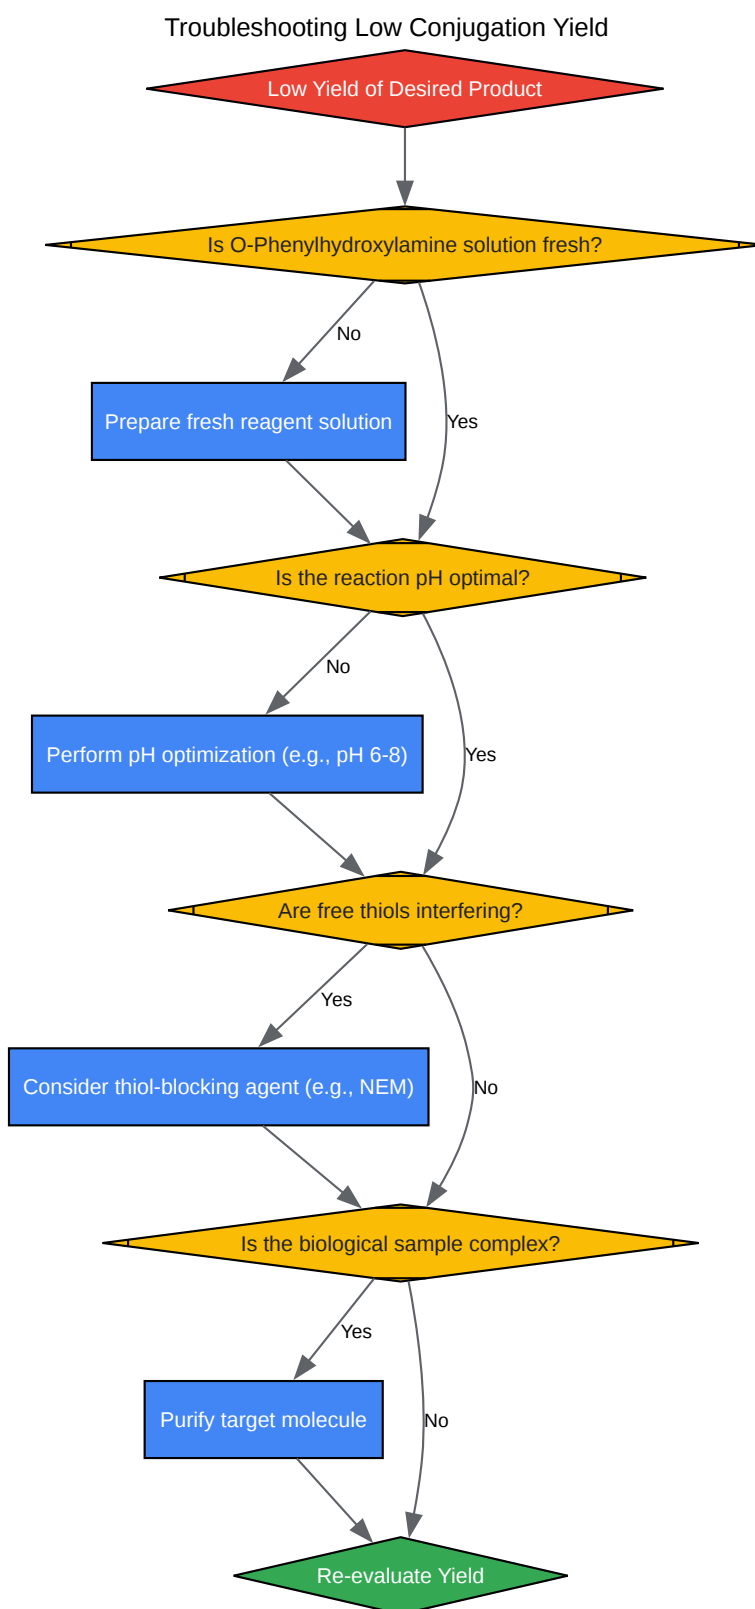 Troubleshooting Low Conjugation Yield
Low Yield of Desired Product
Is O-Phenylhydroxylamine solution fresh?
No
Prepare fresh reagent solution
Yes
Is the reaction pH optimal?
No
Perform pH optimization (e.g., pH 6-8)
Yes
Are free thiols interfering?
Yes
Consider thiol-blocking agent (e.g., NEM)
No
Is the biological sample complex?
Yes
Purify target molecule
No
Re-evaluate Yield